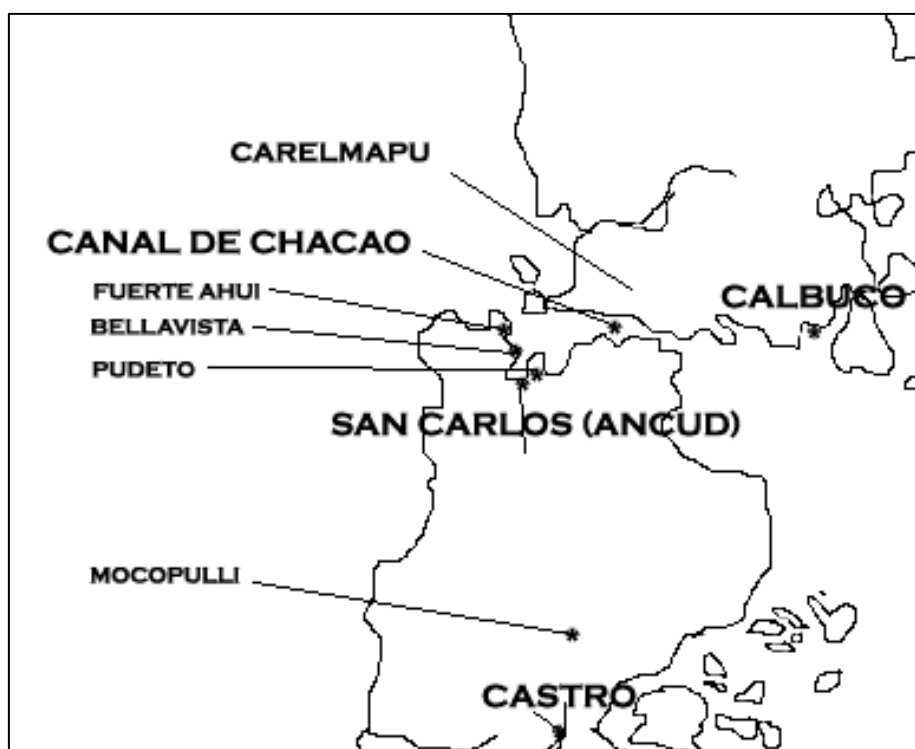 CARELMAPU
CANAL DE CHACAO
FUERTE AHUI
CALBUCO
BELLAVISTA
PUDETO
SAN CARLOS (ANCUD)
MOCOPULLI
CASTRO